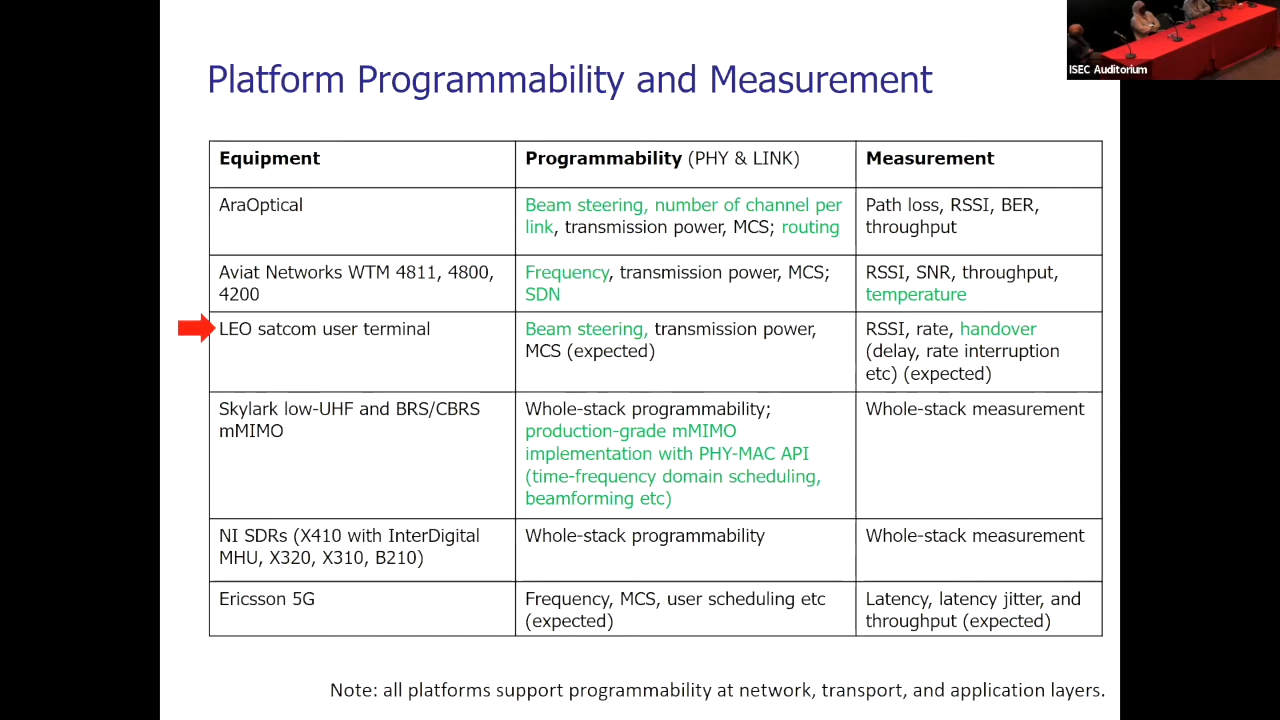 ISEC Auditorium
Platform Programmability and Measurement
Equipment
Programmability (PHY & LINK)
Measurement
AraOptical
Beam steering, number of channel per
link, transmission power, MCS; routing
Path loss, RSSI, BER,
throughput
Aviat Networks WTM 4811, 4800,
4200
Frequency, transmission power, MCS;
SDN
RSSI, SNR, throughput,
temperature
LEO satcom user terminal
Beam steering, transmission power,
MCS (expected)
RSSI, rate, handover
(delay, rate interruption
etc) (expected)
Skylark low-UHF and BRS/CBRS
mMIMO
Whole-stack programmability;
production-grade mMIMO
implementation with PHY-MAC API
(time-frequency domain scheduling,
beamforming etc)
Whole-stack measurement
NI SDRs (X410 with InterDigital
MHU, X320, X310, B210)
Whole-stack programmability
Whole-stack measurement
Ericsson 5G
Frequency, MCS, user scheduling etc
(expected)
Latency, latency jitter, and
throughput (expected)
Note: all platforms support programmability at network, transport, and application layers.